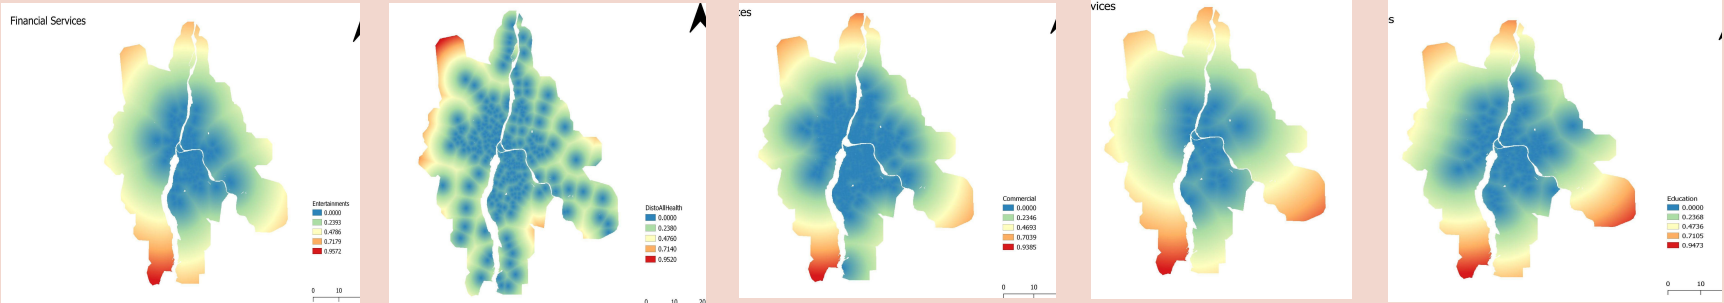 Financial Services
Entertainments
0.0000
0.2393
0.4786
0.7179
0.9572
0 10
DistoAllHealth
0.0000
0.2380
0.4760
0.7140
0.9520
0 10 20
ces
Commercial
0.0000
0.2346
0.4693
0.7039
0.9385
0 10
vices
s
Education
0.0000
0.2368
0.4736
0.7105
0.9473
0 10